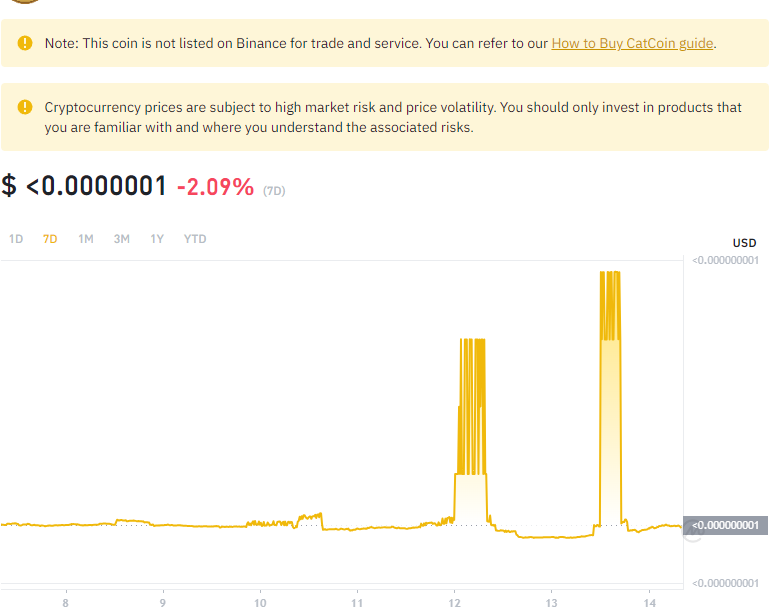 Note: This coin is not listed on Binance for trade and service. You can refer to our How to Buy CatCoin guide.
Cryptocurrency prices are subject to high market risk and price volatility. You should only invest in products that
you are familiar with and where you understand the associated risks.
$ <0.0000001 -2.09% (7D)
1D 7D 1M 3M 1Y YTD
USD
<0.000000001
<0.000000001
<0.000000001
8 9 10 11 12 13 14